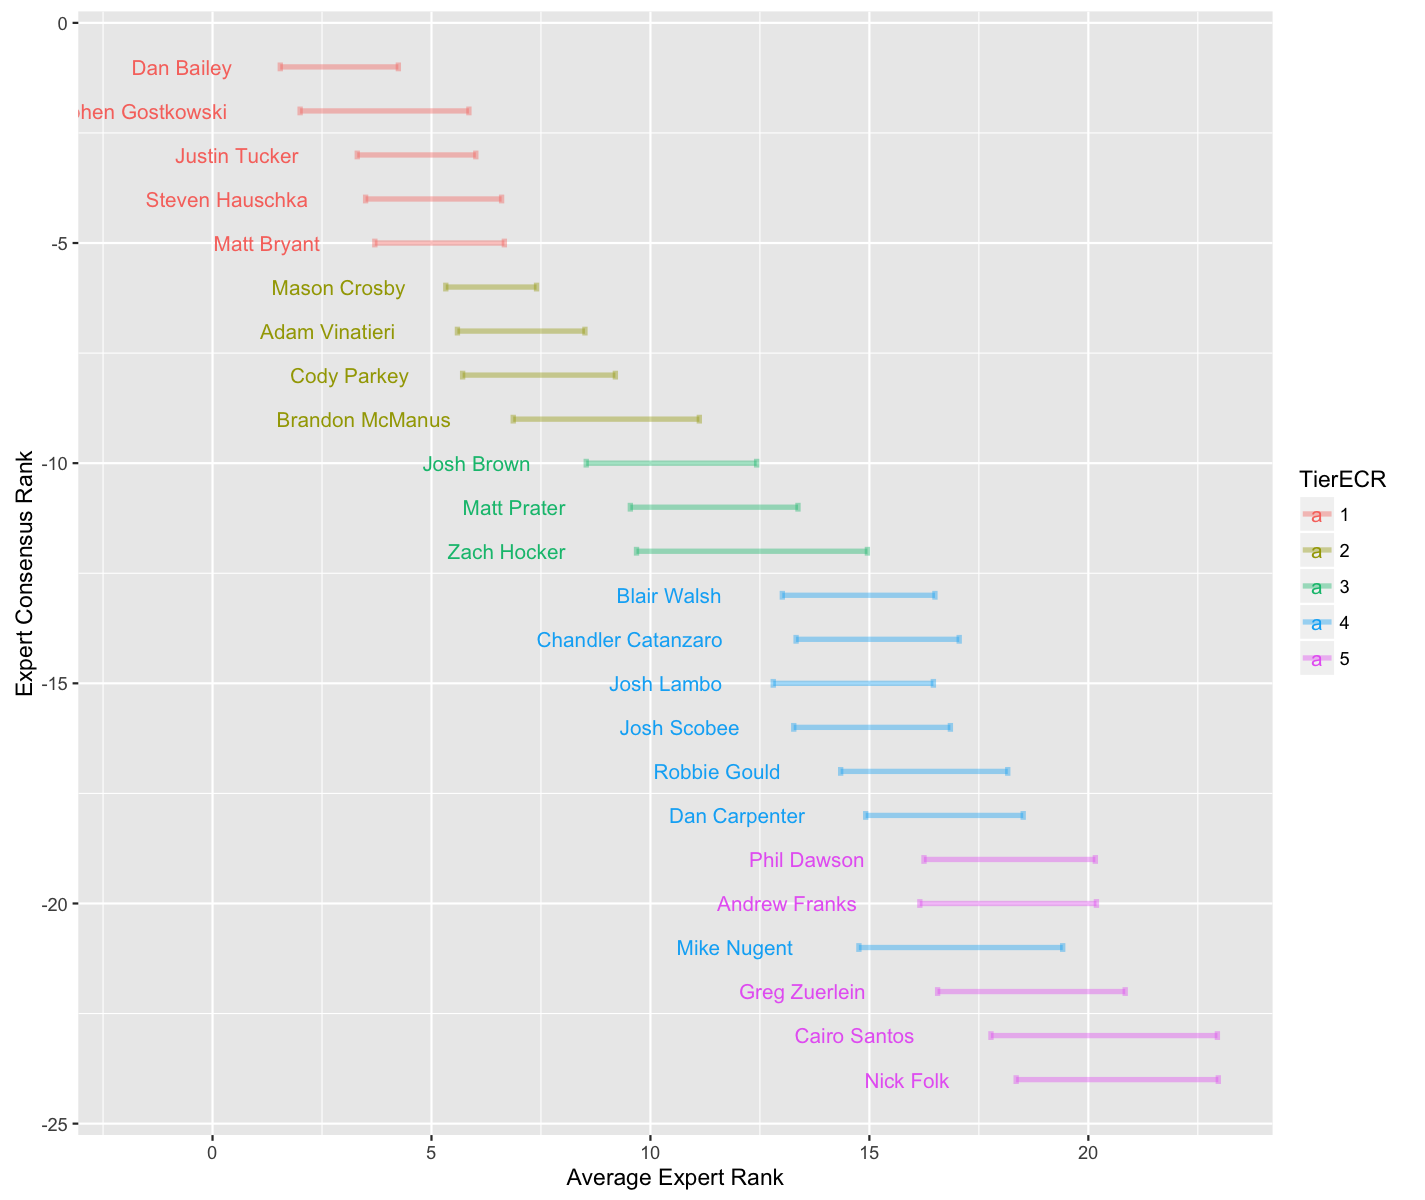 0
Dan Bailey
phen Gostkowski
Justin Tucker
Steven Hauschka
-5
Matt Bryant
Mason Crosby
Adam Vinatieri
Cody Parkey
Brandon McManus
-10
Josh Brown
Matt Prater
Zach Hocker
Blair Walsh
Chandler Catanzaro
-15
Josh Lambo
Josh Scobee
Robbie Gould
Dan Carpenter
Phil Dawson
-20
Andrew Franks
Mike Nugent
Greg Zuerlein
Cairo Santos
Nick Folk
-25
0 5 10 15 20
Average Expert Rank
Expert Consensus Rank
TierECR
a 1
a 2
a 3
a 4
a 5